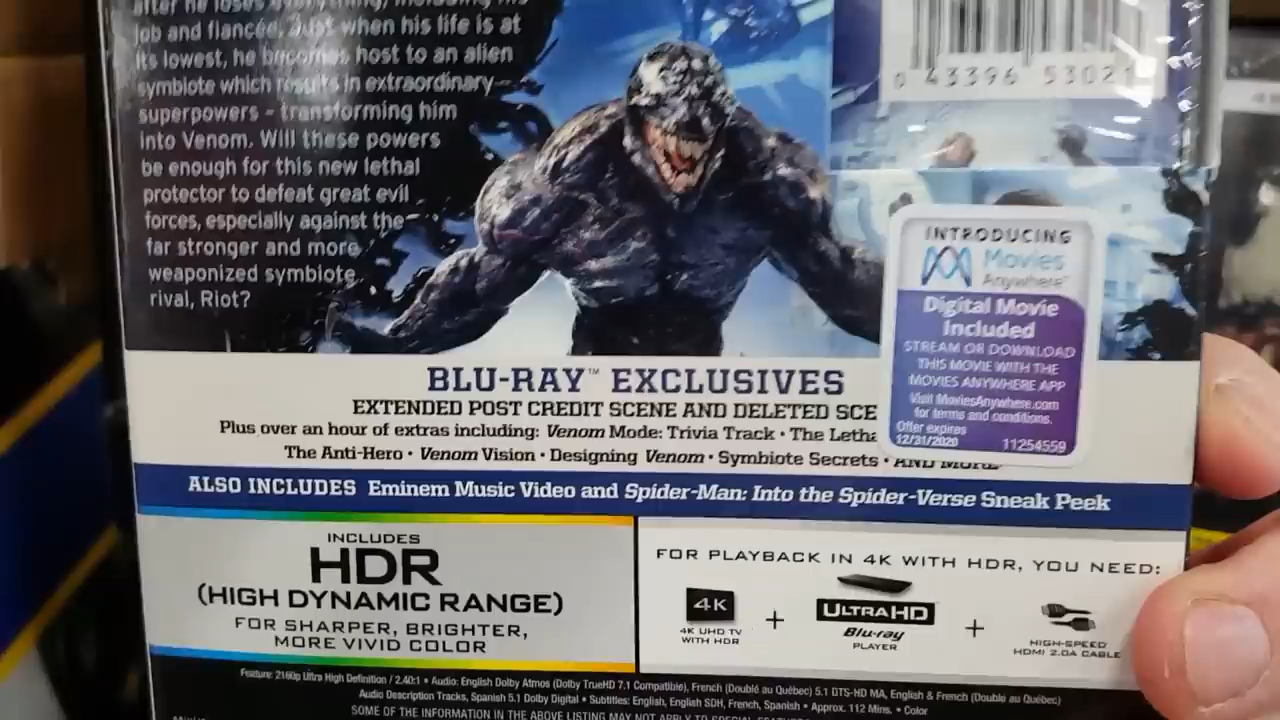 after he loses everything, including his
job and fiancée. Just when his life is at
its lowest, he becomes host to an alien
symbiote which results in extraordinary
superpowers - transforming him
into Venom. Will these powers
be enough for this new lethal
protector to defeat great evil
forces, especially against the
far stronger and more
weaponized symbiote
rival, Riot?
0 43396 53021
INTRODUCING
Movies
Anywhere™
Digital Movie
Included
STREAM OR DOWNLOAD
THIS MOVIE WITH THE
MOVIES ANYWHERE APP
Visit MoviesAnywhere.com
for terms and conditions.
Offer expires
12/31/2020 11254559
BLU-RAY™ EXCLUSIVES
EXTENDED POST CREDIT SCENE AND DELETED SCE
Plus over an hour of extras including: Venom Mode: Trivia Track • The Letha
The Anti-Hero • Venom Vision • Designing Venom • Symbiote Secrets • AND MORE
ALSO INCLUDES Eminem Music Video and Spider-Man: Into the Spider-Verse Sneak Peek
INCLUDES
HDR
(HIGH DYNAMIC RANGE)
FOR SHARPER, BRIGHTER,
MORE VIVID COLOR
FOR PLAYBACK IN 4K WITH HDR, YOU NEED:
4K
4K UHD TV
WITH HDR
+
ULTRA HD
Blu-ray
PLAYER
+
HIGH-SPEED
HDMI 2.0A CABLE
Feature: 2160p Ultra High Definition / 2.40:1 • Audio: English Dolby Atmos (Dolby TrueHD 7.1 Compatible), French (Doublé au Québec) 5.1 DTS-HD MA, English & French (Doublé au Québec)
Audio Description Tracks, Spanish 5.1 Dolby Digital • Subtitles: English, English SDH, French, Spanish • Approx. 112 Mins. • Color
SOME OF THE INFORMATION IN THE ABOVE LISTING MAY NOT APPLY TO SPECIAL